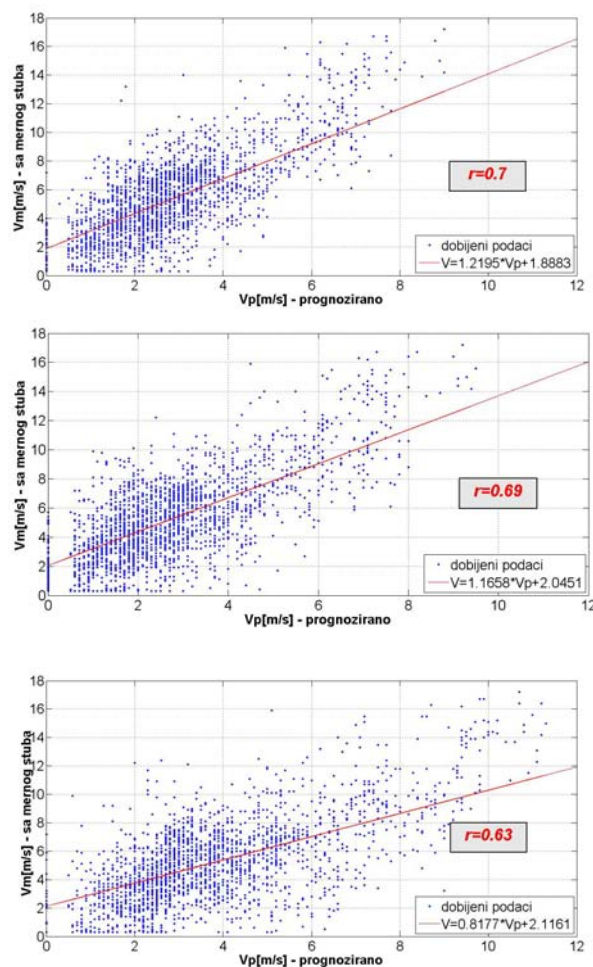 18
16
14
12
10
8
6
4
2
0
Vm[m/s] - sa mernog stuba
r=0.7
dobijeni podaci
V=1.2195*Vp+1.8883
0 2 4 6 8 10 12
Vp[m/s] - prognozirano
18
16
14
12
10
8
6
4
2
0
Vm[m/s] - sa mernog stuba
r=0.69
dobijeni podaci
V=1.1658*Vp+2.0451
0 2 4 6 8 10 12
Vp[m/s] - prognozirano
18
16
14
12
10
8
6
4
2
0
Vm[m/s] - sa mernog stuba
r=0.63
dobijeni podaci
V=0.8177*Vp+2.1161
0 2 4 6 8 10 12
Vp[m/s] - prognozirano